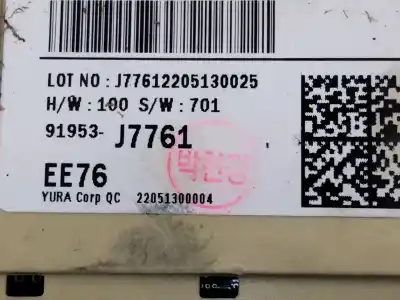 LOT NO : J77612205130025
H/W : 100 S/W : 701
91953- J7761
EE76
YURA Corp QC 22051300004